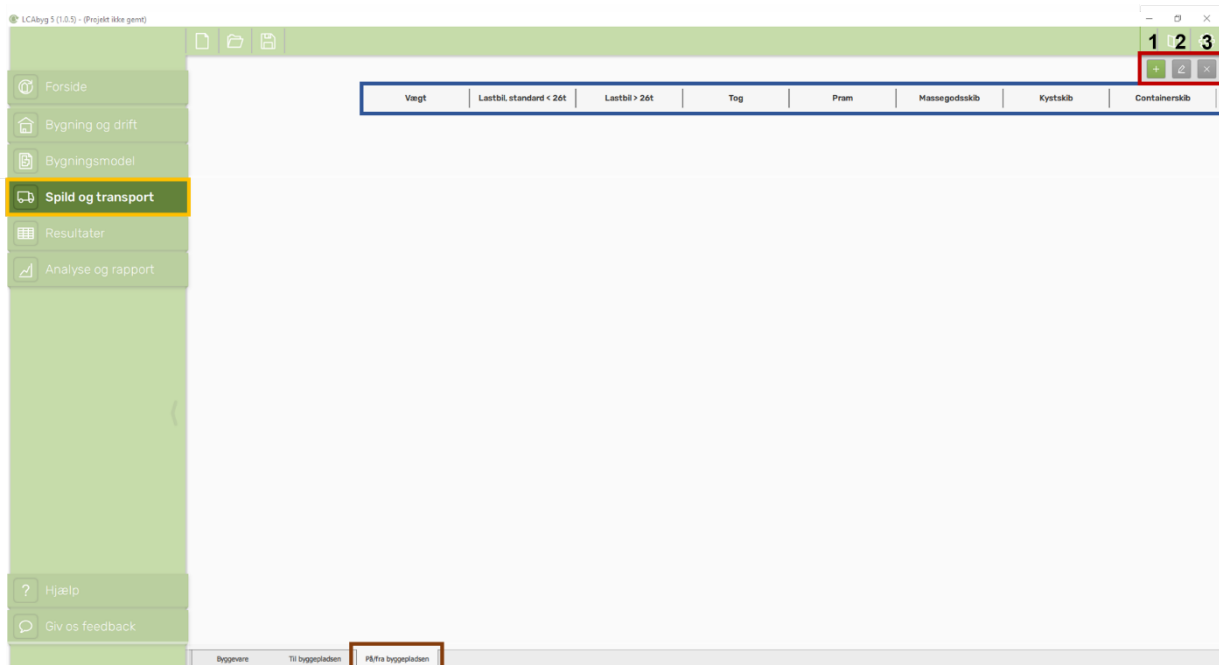 LCAbyg 5 (1.0.5) - (Projekt ikke gemt)
1 2 3
Forside
Vægt Lastbil, standard < 26t Lastbil > 26t Tog Pram Massegodsskib Kystskib Containerskib
Bygning og drift
Bygningsmodel
Spild og transport
Resultater
Analyse og rapport
Hjælp
Giv os feedback
Byggevare Til byggepladsen På/fra byggepladsen